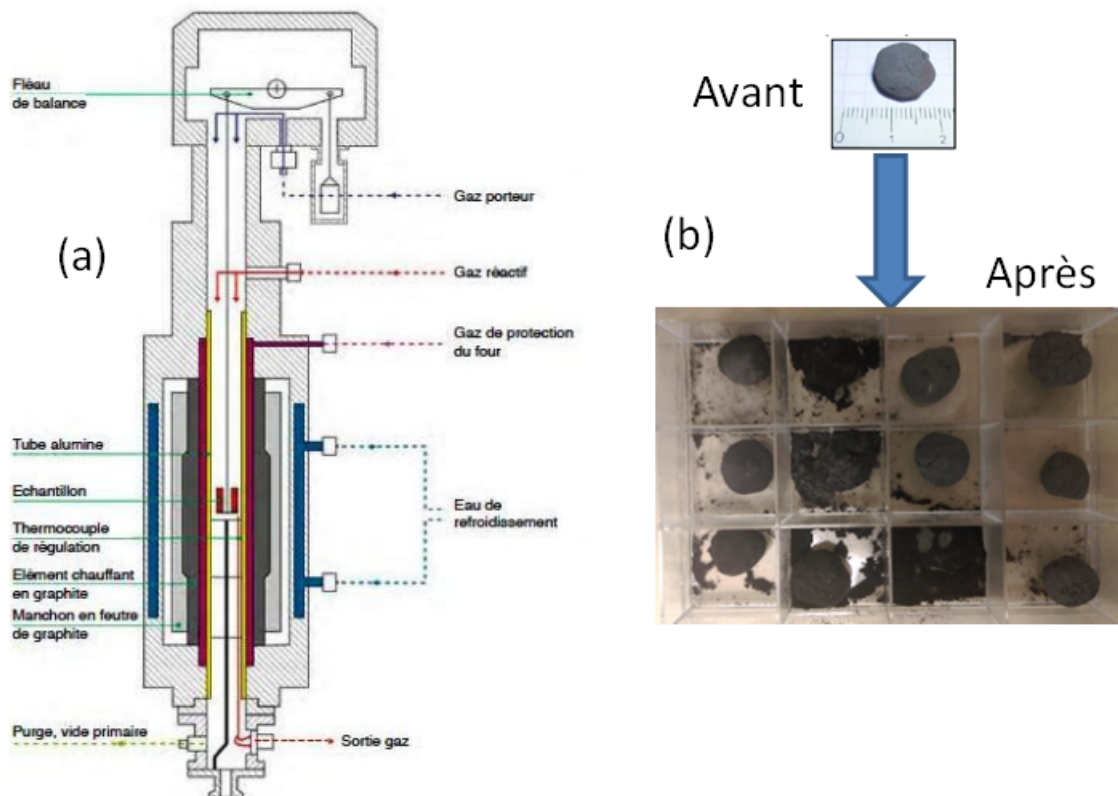 Fléau
de balance
Gaz porteur
(a)
Gaz réactif
Gaz de protection
du four
Tube alumine
Echantillon
Thermocouple
de régulation
Eau de
refroidissement
Elément chauffant
en graphite
Manchon en feutre
de graphite
Purge, vide primaire
Sortie gaz
Avant
0 1 2
(b)
Après